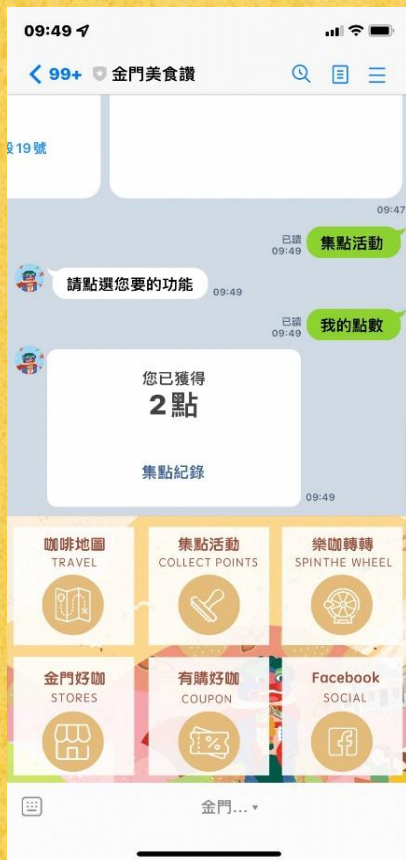 09:49
99+ 金門美食讚
19號
09:47
已讀
09:49
集點活動
請點選您要的功能
09:49
已讀
09:49
我的點數
您已獲得
2點
集點紀錄
09:49
咖啡地圖
TRAVEL
集點活動
COLLECT POINTS
樂咖轉轉
SPINTHE WHEEL
金門好咖
STORES
有購好咖
COUPON
Facebook
SOCIAL
金門...